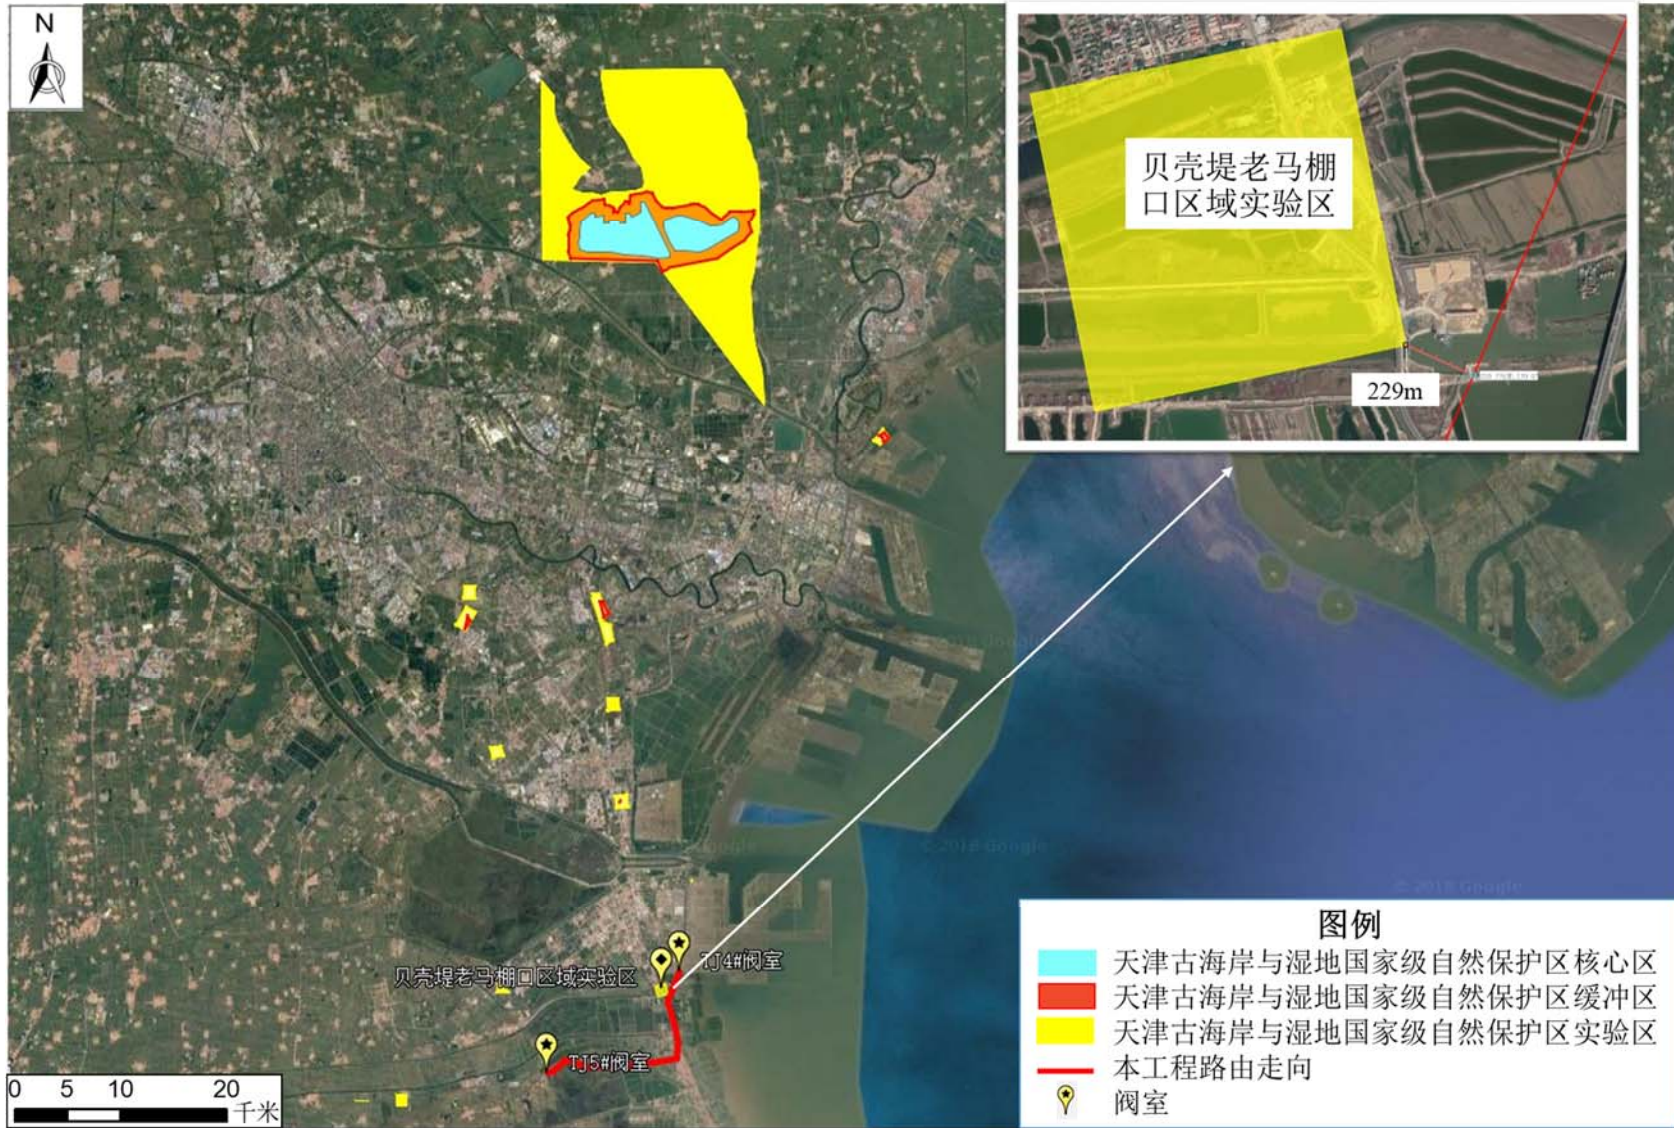 N
贝壳堤老马棚
口区域实验区
229m
© 2018 Google
© 2018 Google
TJ4#阀室
贝壳堤老马棚口区域实验区
TJ5#阀室
图例
天津古海岸与湿地国家级自然保护区核心区
天津古海岸与湿地国家级自然保护区缓冲区
天津古海岸与湿地国家级自然保护区实验区
本工程路由走向
阀室
0 5 10 20
千米